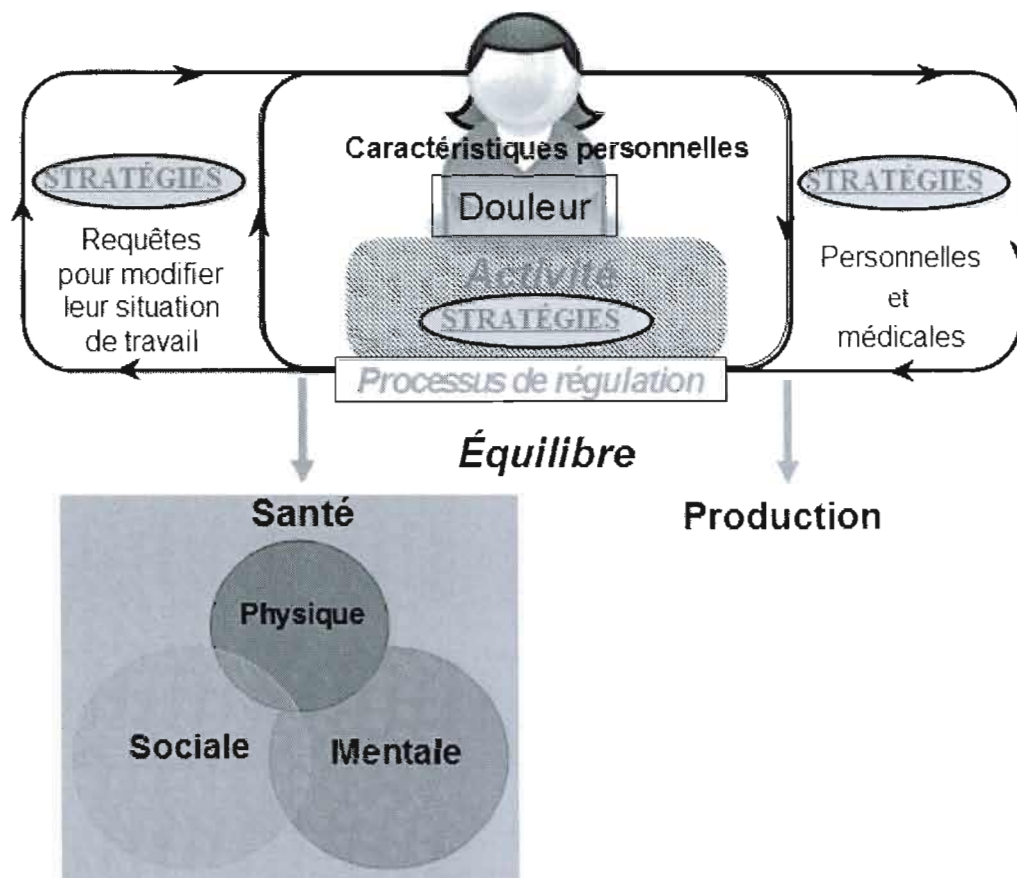 Caractéristiques personnelles
STRATÉGIES
Requêtes
pour modifier
leur situation
de travail
Douleur
Activité
STRATÉGIES
Processus de régulation
STRATÉGIES
Personnelles
et
médicales
Équilibre
Santé
Physique
Sociale
Mentale
Production